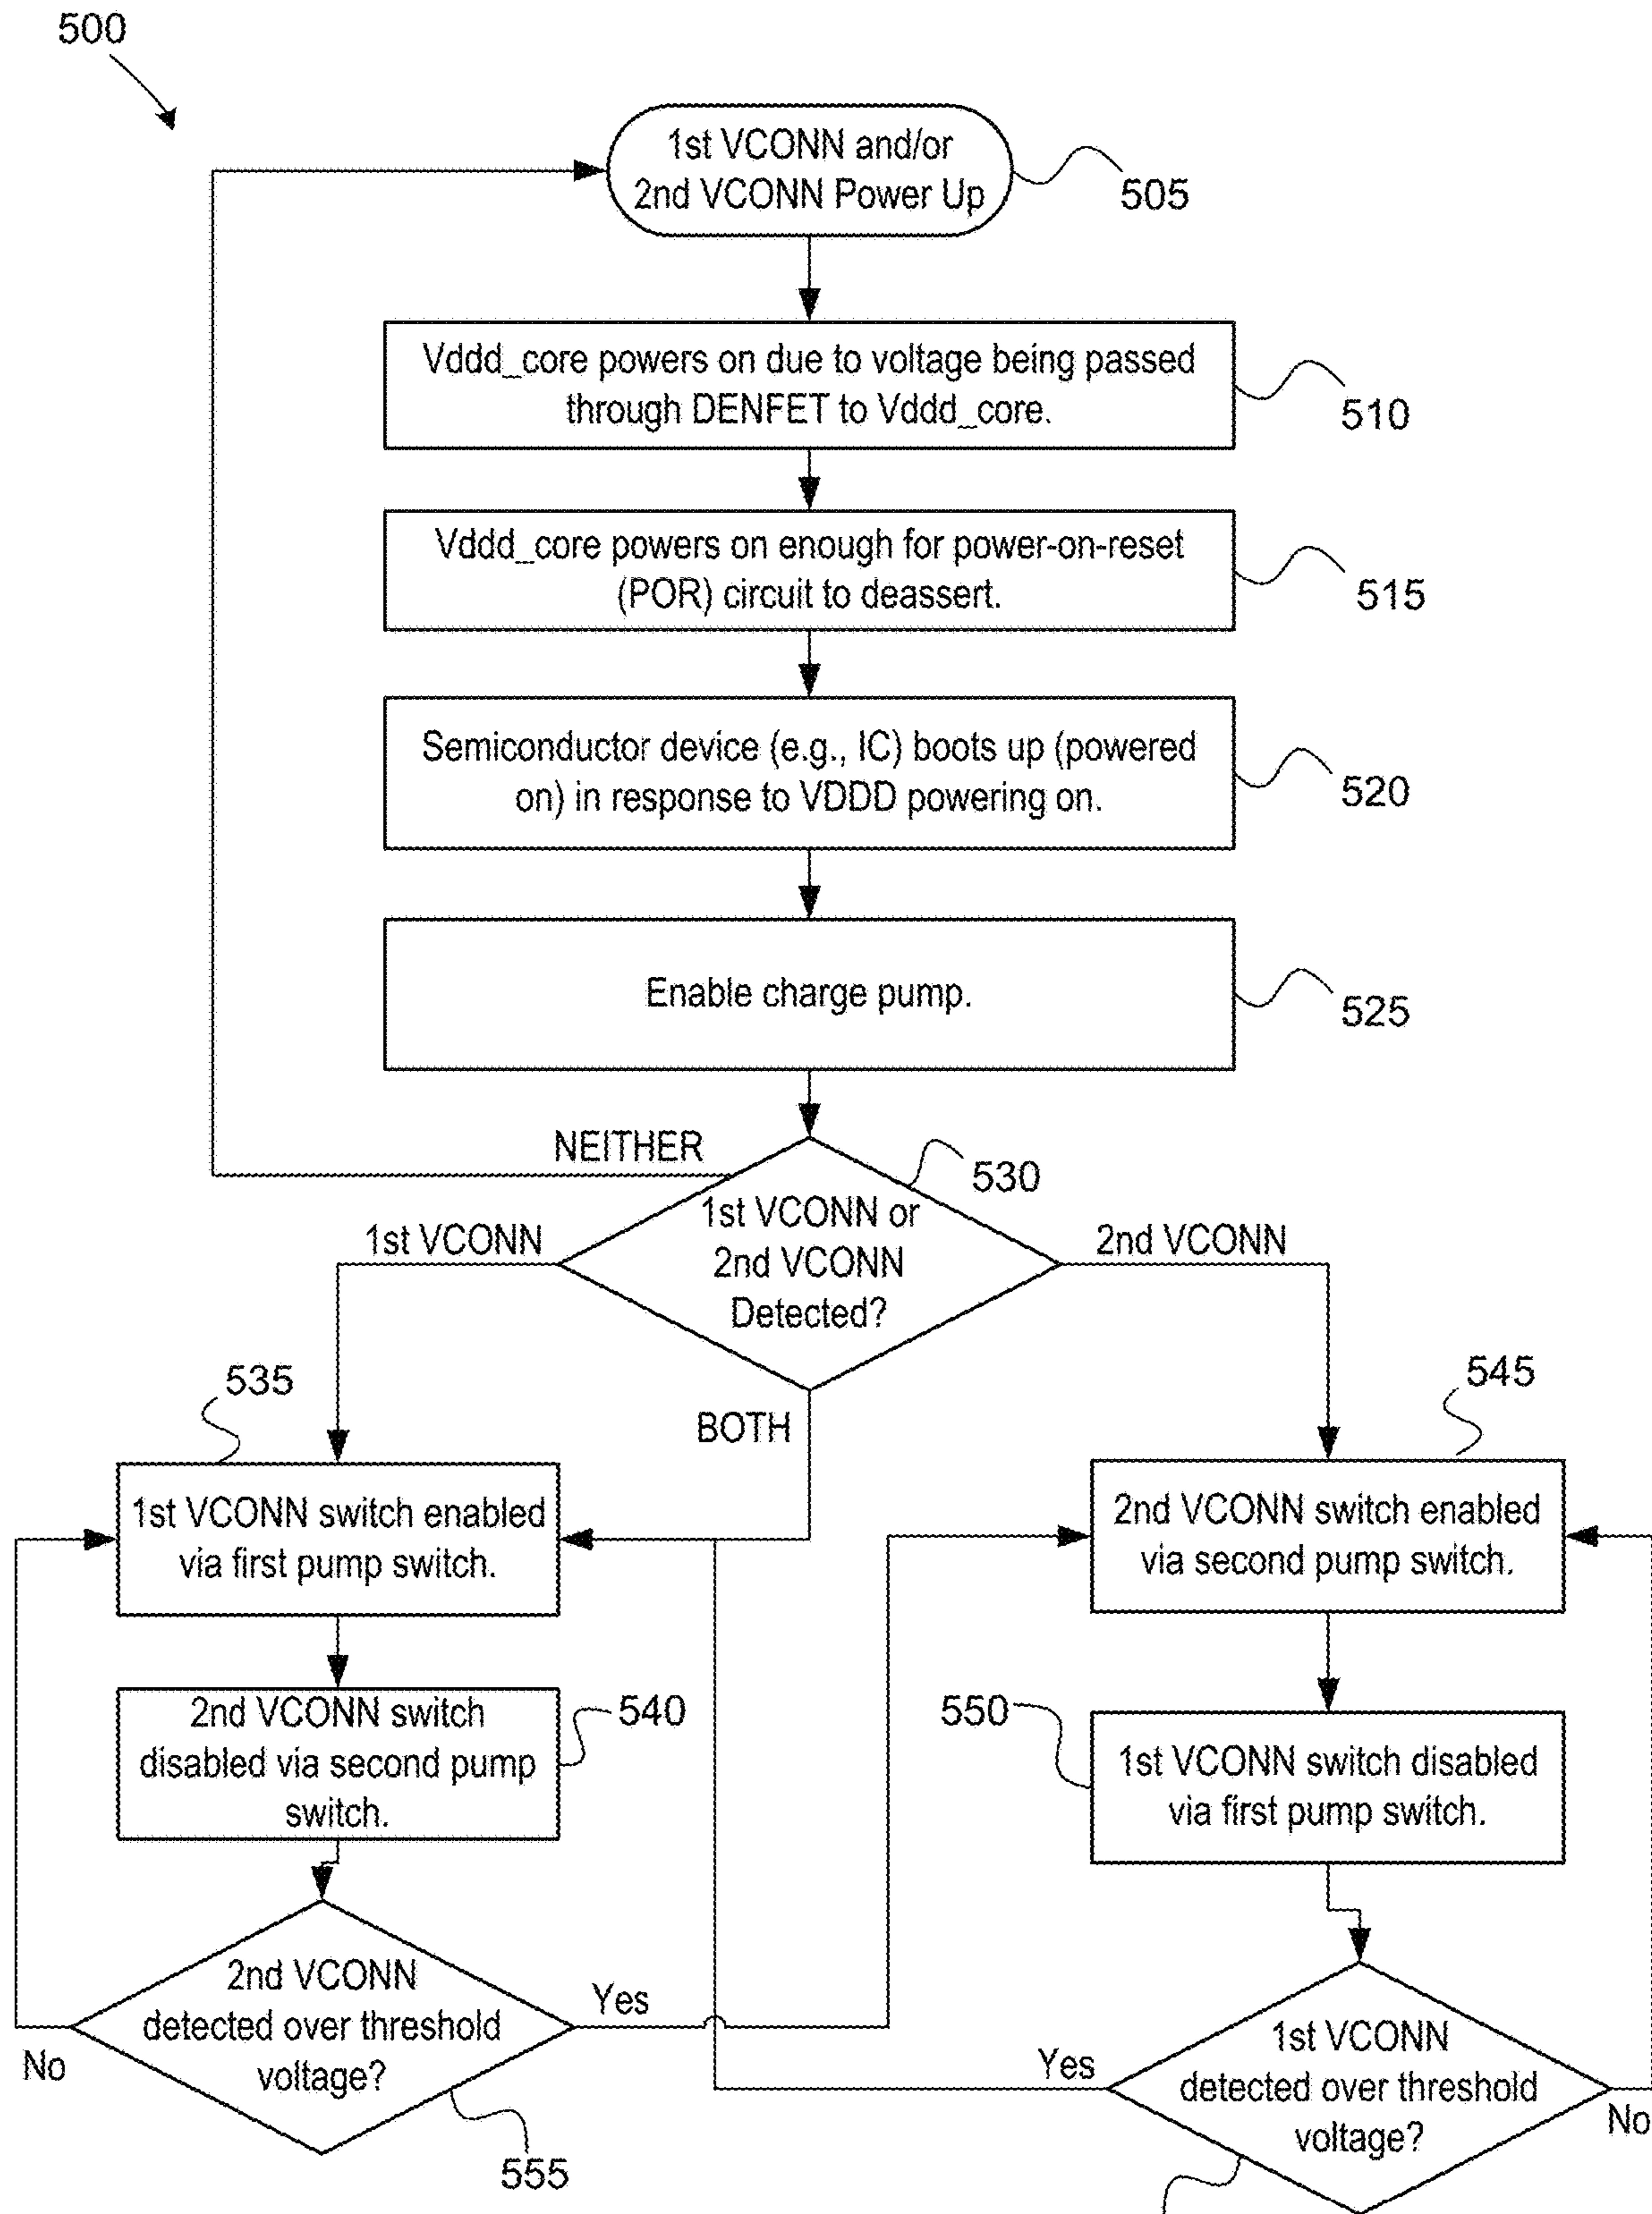 500
1st VCONN and/or
2nd VCONN Power Up
505
Vddd_core powers on due to voltage being passed
through DENFET to Vddd_core.
510
Vddd_core powers on enough for power-on-reset
(POR) circuit to deassert.
515
Semiconductor device (e.g., IC) boots up (powered
on) in response to VDDD powering on.
520
Enable charge pump.
525
NEITHER
530
1st VCONN or
2nd VCONN
Detected?
1st VCONN
2nd VCONN
BOTH
535
1st VCONN switch enabled
via first pump switch.
545
2nd VCONN switch enabled
via second pump switch.
540
2nd VCONN switch
disabled via second pump
switch.
550
1st VCONN switch disabled
via first pump switch.
2nd VCONN
detected over threshold
voltage?
Yes
No
555
1st VCONN
detected over threshold
voltage?
Yes
No